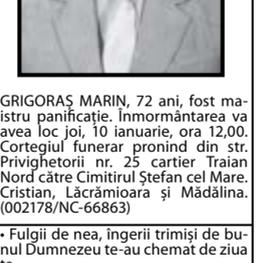 GRIGORAȘ MARIN, 72 ani, fost ma-
istru panificație. Înmormântarea va
avea loc joi, 10 ianuarie, ora 12,00.
Cortegiul funerar pronind din str.
Privighetorii nr. 25 cartier Traian
Nord către Cimitirul Ștefan cel Mare.
Cristian, Lăcrămioara și Mădălina.
(002178/NC-66863)
• Fulgii de nea, îngerii trimiși de bu-
nul Dumnezeu te-au chemat de ziua